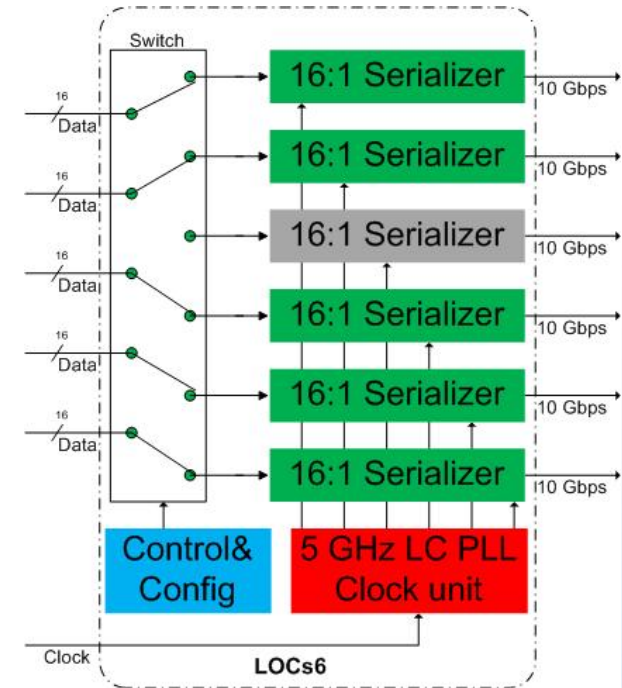 Switch
16:1 Serializer
10 Gbps
16
Data
16:1 Serializer
10 Gbps
16
Data
16:1 Serializer
10 Gbps
16
Data
16:1 Serializer
10 Gbps
16
Data
16:1 Serializer
10 Gbps
16
Data
16:1 Serializer
10 Gbps
Control&
Config
5 GHz LC PLL
Clock unit
Clock
LOCs6